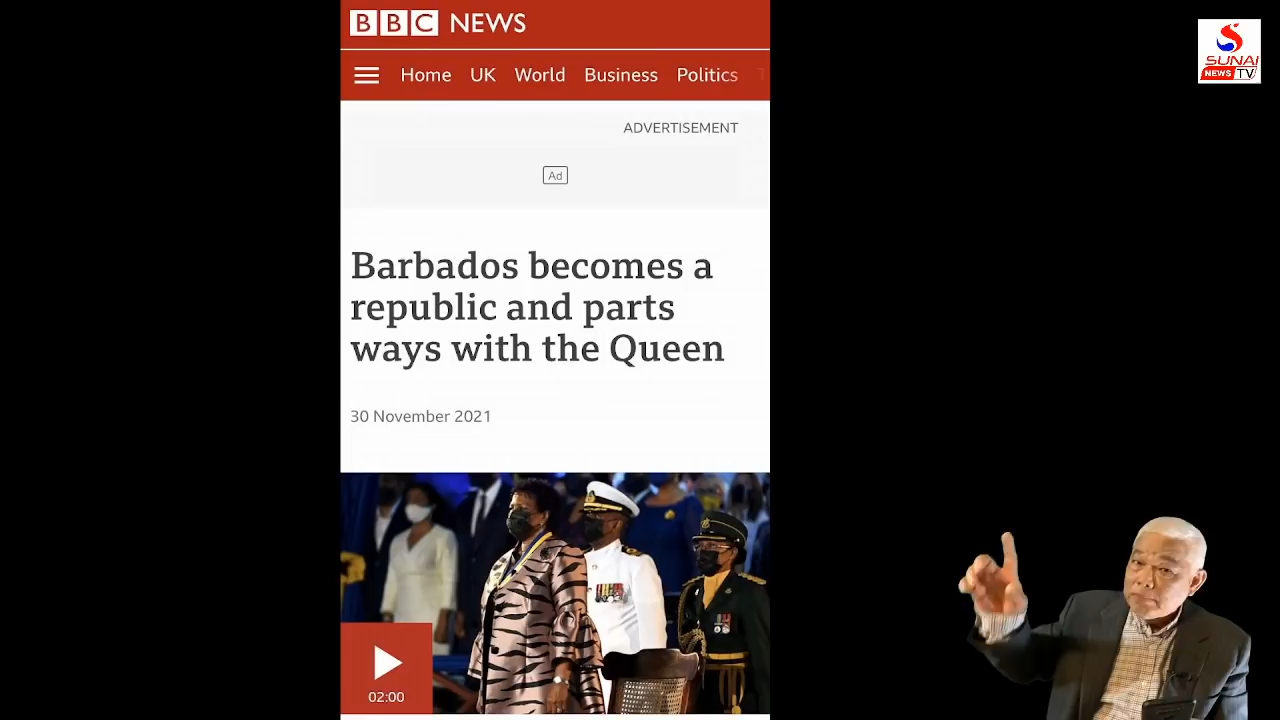 BBC NEWS
Home UK World Business Politics
ADVERTISEMENT
Ad
Barbados becomes a
republic and parts
ways with the Queen
30 November 2021
02:00
SUNAI
NEWS TV